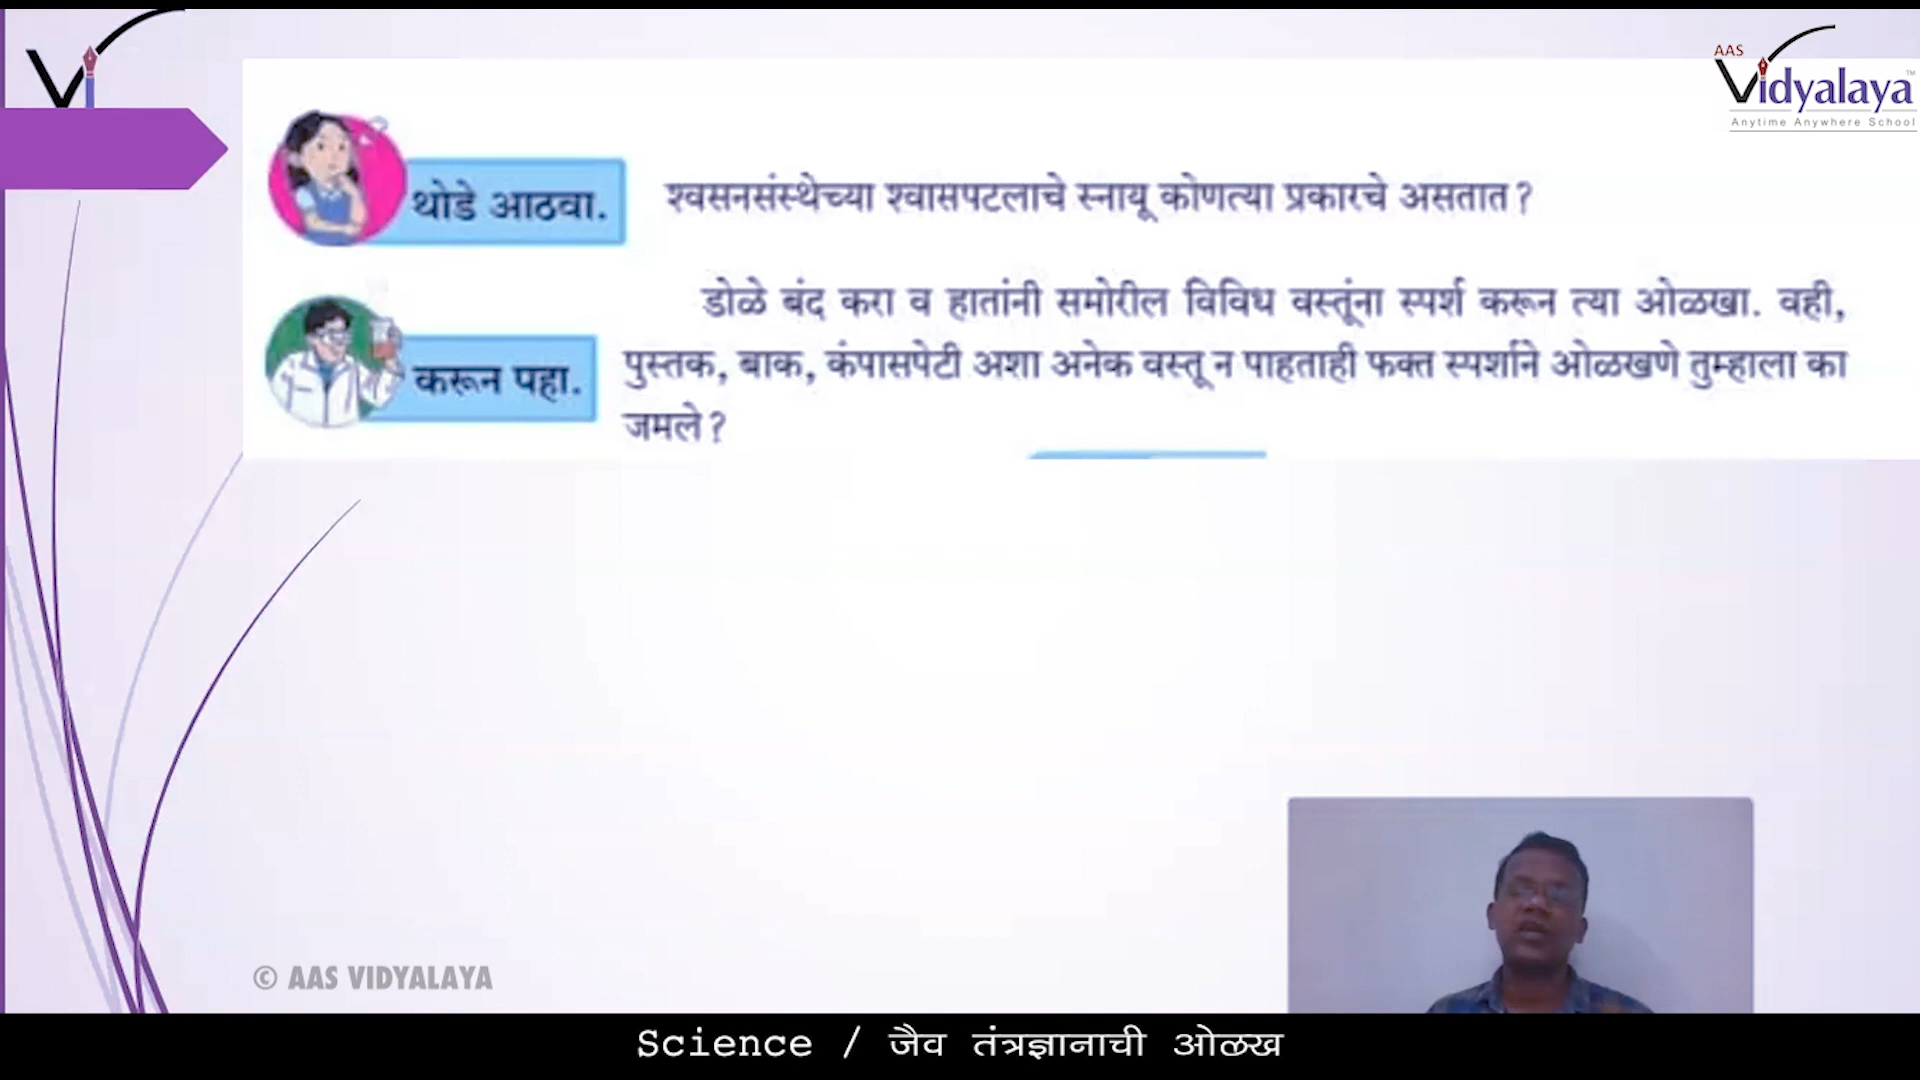 AAS
Vidyalaya™
Anytime Anywhere School
थोडे आठवा.
श्वसनसंस्थेच्या श्वासपटलाचे स्नायू कोणत्या प्रकारचे असतात?
करून पहा.
डोळे बंद करा व हातांनी समोरील विविध वस्तूंना स्पर्श करून त्या ओळखा. वही,
पुस्तक, बाक, कंपासपेटी अशा अनेक वस्तू न पाहताही फक्त स्पर्शाने ओळखणे तुम्हाला का
जमले?
© AAS VIDYALAYA
Science / जैव तंत्रज्ञानाची ओळख